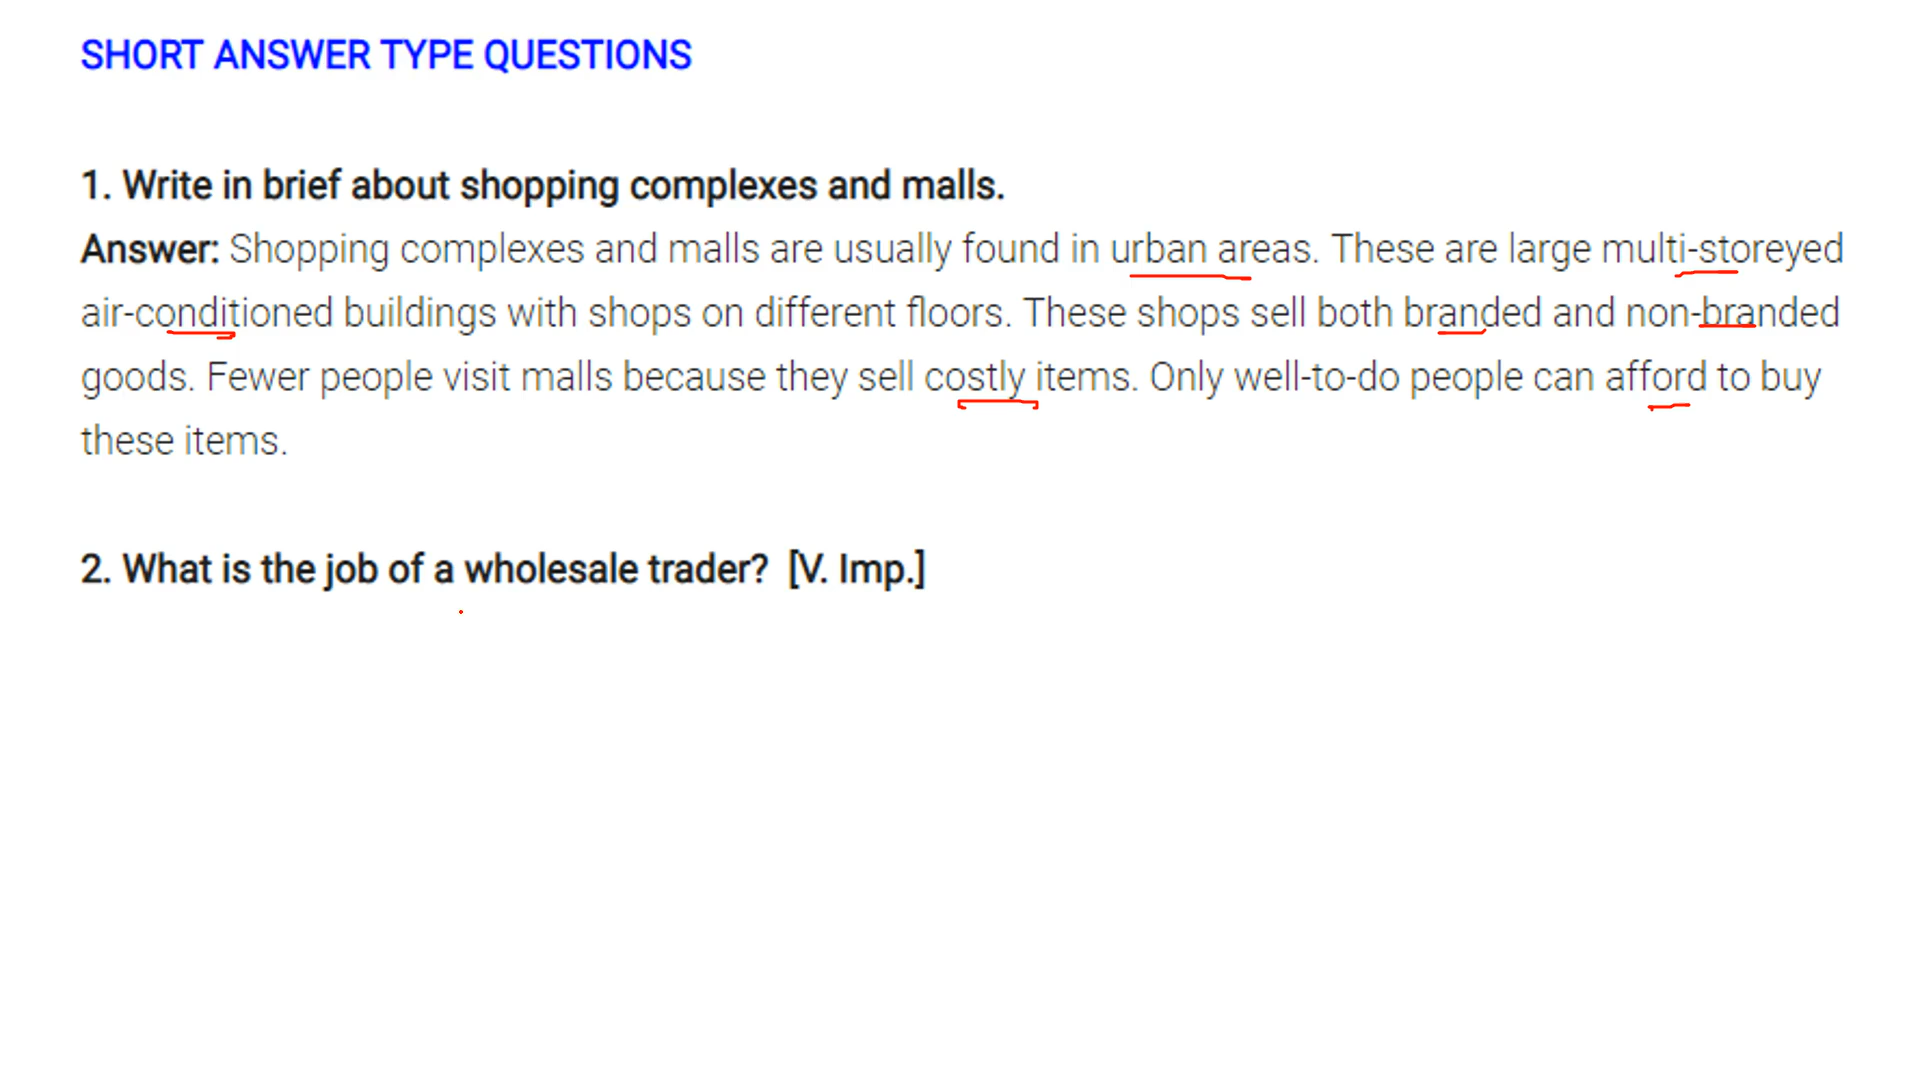 SHORT ANSWER TYPE QUESTIONS
1. Write in brief about shopping complexes and malls.
Answer: Shopping complexes and malls are usually found in urban areas. These are large multi-storeyed
air-conditioned buildings with shops on different floors. These shops sell both branded and non-branded
goods. Fewer people visit malls because they sell costly items. Only well-to-do people can afford to buy
these items.
2. What is the job of a wholesale trader? [V. Imp.]